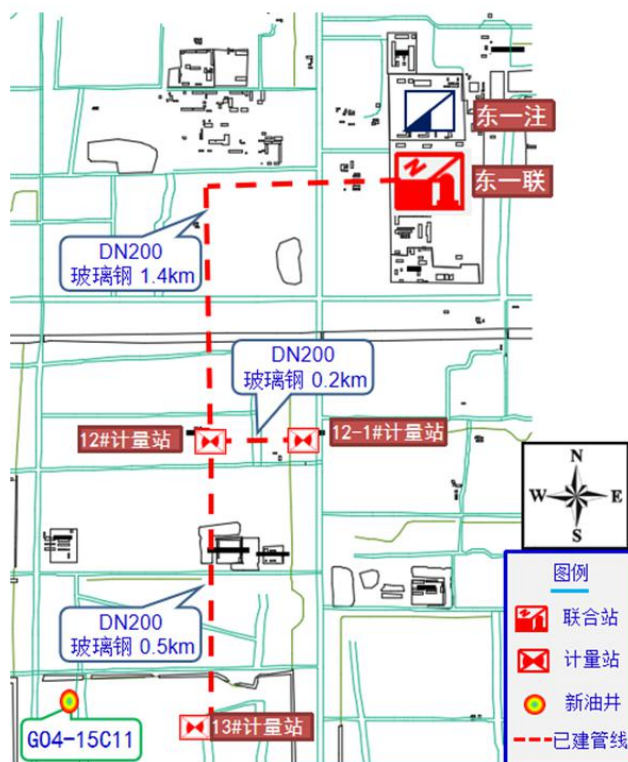 东一注
东一联
DN200
玻璃钢 1.4km
DN200
玻璃钢 0.2km
12#计量站
12-1#计量站
N
W
E
S
DN200
玻璃钢 0.5km
G04-15C11
13#计量站
图例
联合站
计量站
新油井
已建管线